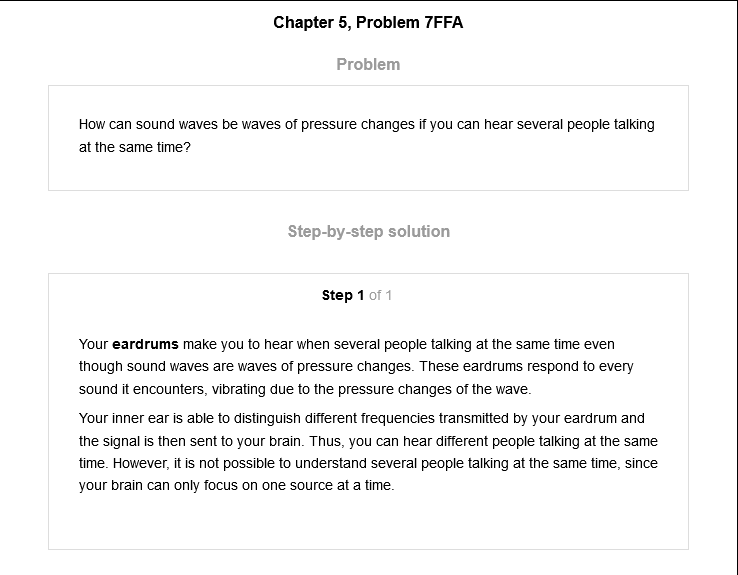 Chapter 5, Problem 7FFA
Problem
How can sound waves be waves of pressure changes if you can hear several people talking
at the same time?
Step-by-step solution
Step 1 of 1
Your eardrums make you to hear when several people talking at the same time even
though sound waves are waves of pressure changes. These eardrums respond to every
sound it encounters, vibrating due to the pressure changes of the wave.
Your inner ear is able to distinguish different frequencies transmitted by your eardrum and
the signal is then sent to your brain. Thus, you can hear different people talking at the same
time. However, it is not possible to understand several people talking at the same time, since
your brain can only focus on one source at a time.